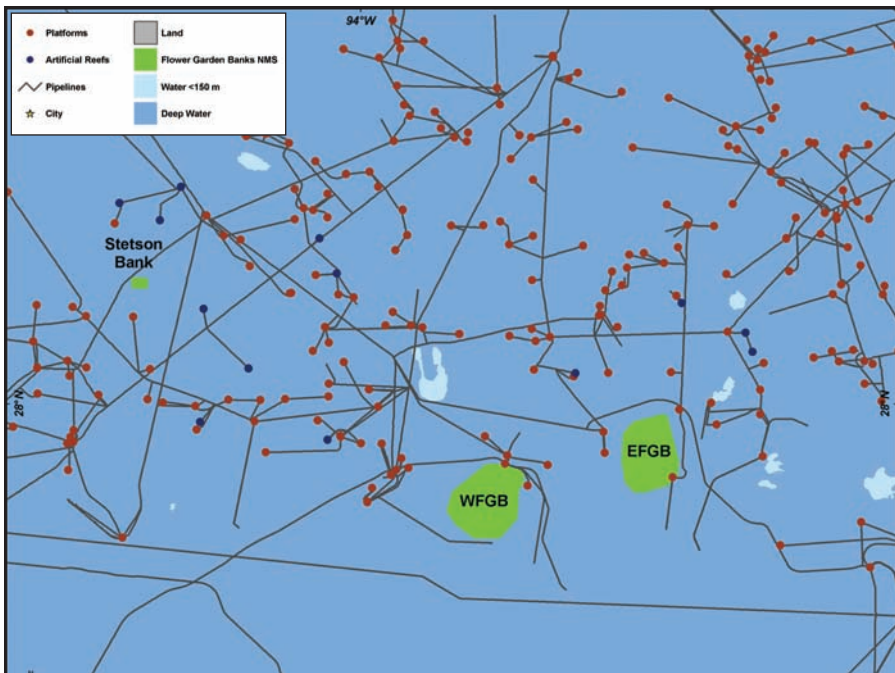 94°W
Platforms
Land
Artificial Reefs
Flower Garden Banks NMS
Pipelines
Water <150 m
City
Deep Water
Stetson
Bank
28°N
28°N
EFGB
WFGB